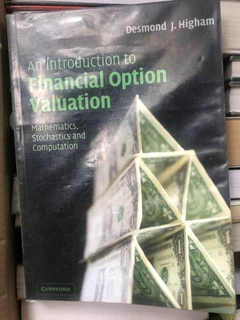 Desmond J. Higham
An Introduction to
Financial Option
Valuation
Mathematics,
Stochastics and
Computation
CAMBRIDGE